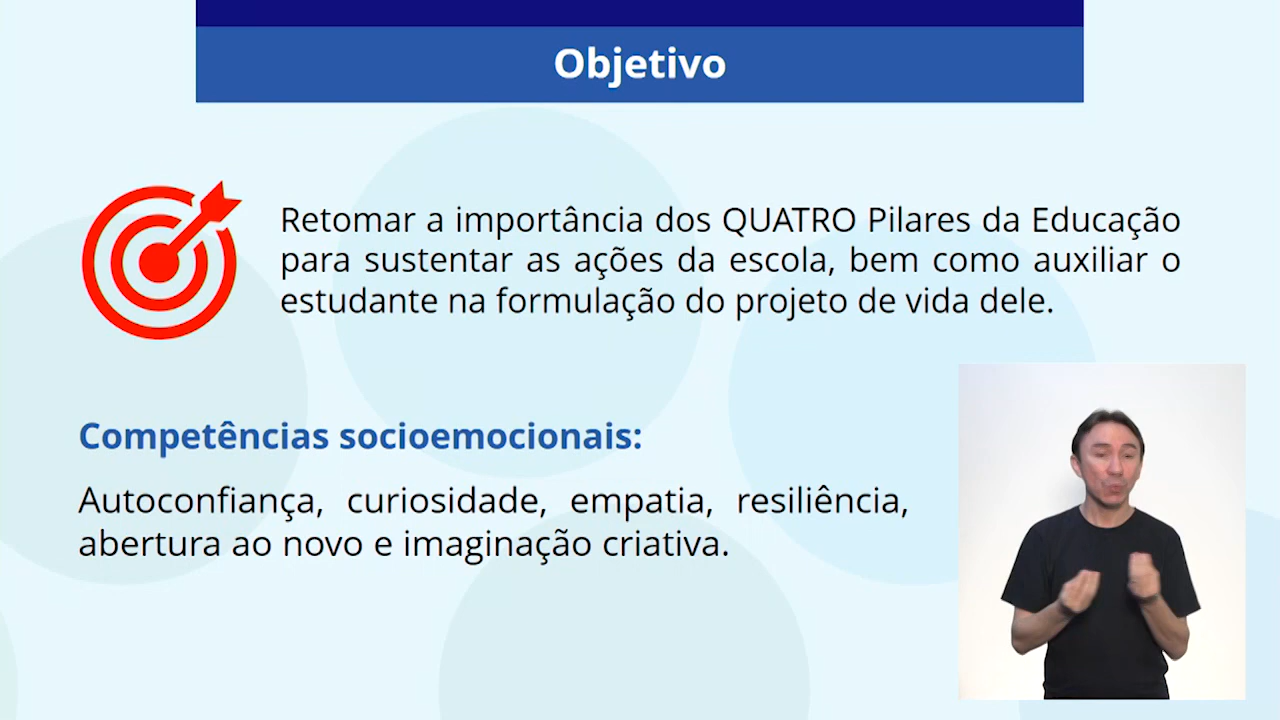 Objetivo
Retomar a importância dos QUATRO Pilares da Educação
para sustentar as ações da escola, bem como auxiliar o
estudante na formulação do projeto de vida dele.
Competências socioemocionais:
Autoconfiança, curiosidade, empatia, resiliência,
abertura ao novo e imaginação criativa.